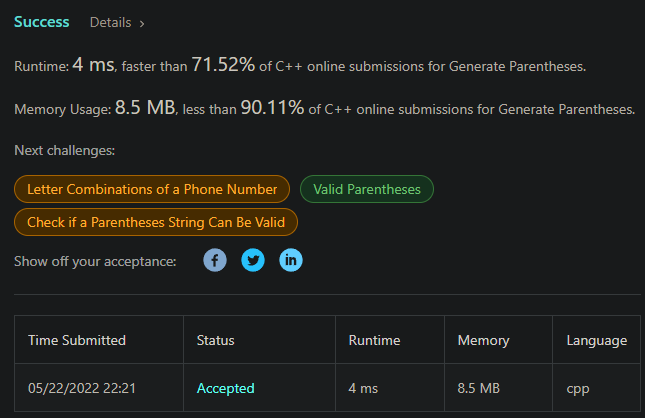 Success Details >
Runtime: 4 ms, faster than 71.52% of C++ online submissions for Generate Parentheses.
Memory Usage: 8.5 MB, less than 90.11% of C++ online submissions for Generate Parentheses.
Next challenges:
Letter Combinations of a Phone Number Valid Parentheses
Check if a Parentheses String Can Be Valid
Show off your acceptance: f in
Time Submitted Status Runtime Memory Language
05/22/2022 22:21 Accepted 4 ms 8.5 MB cpp